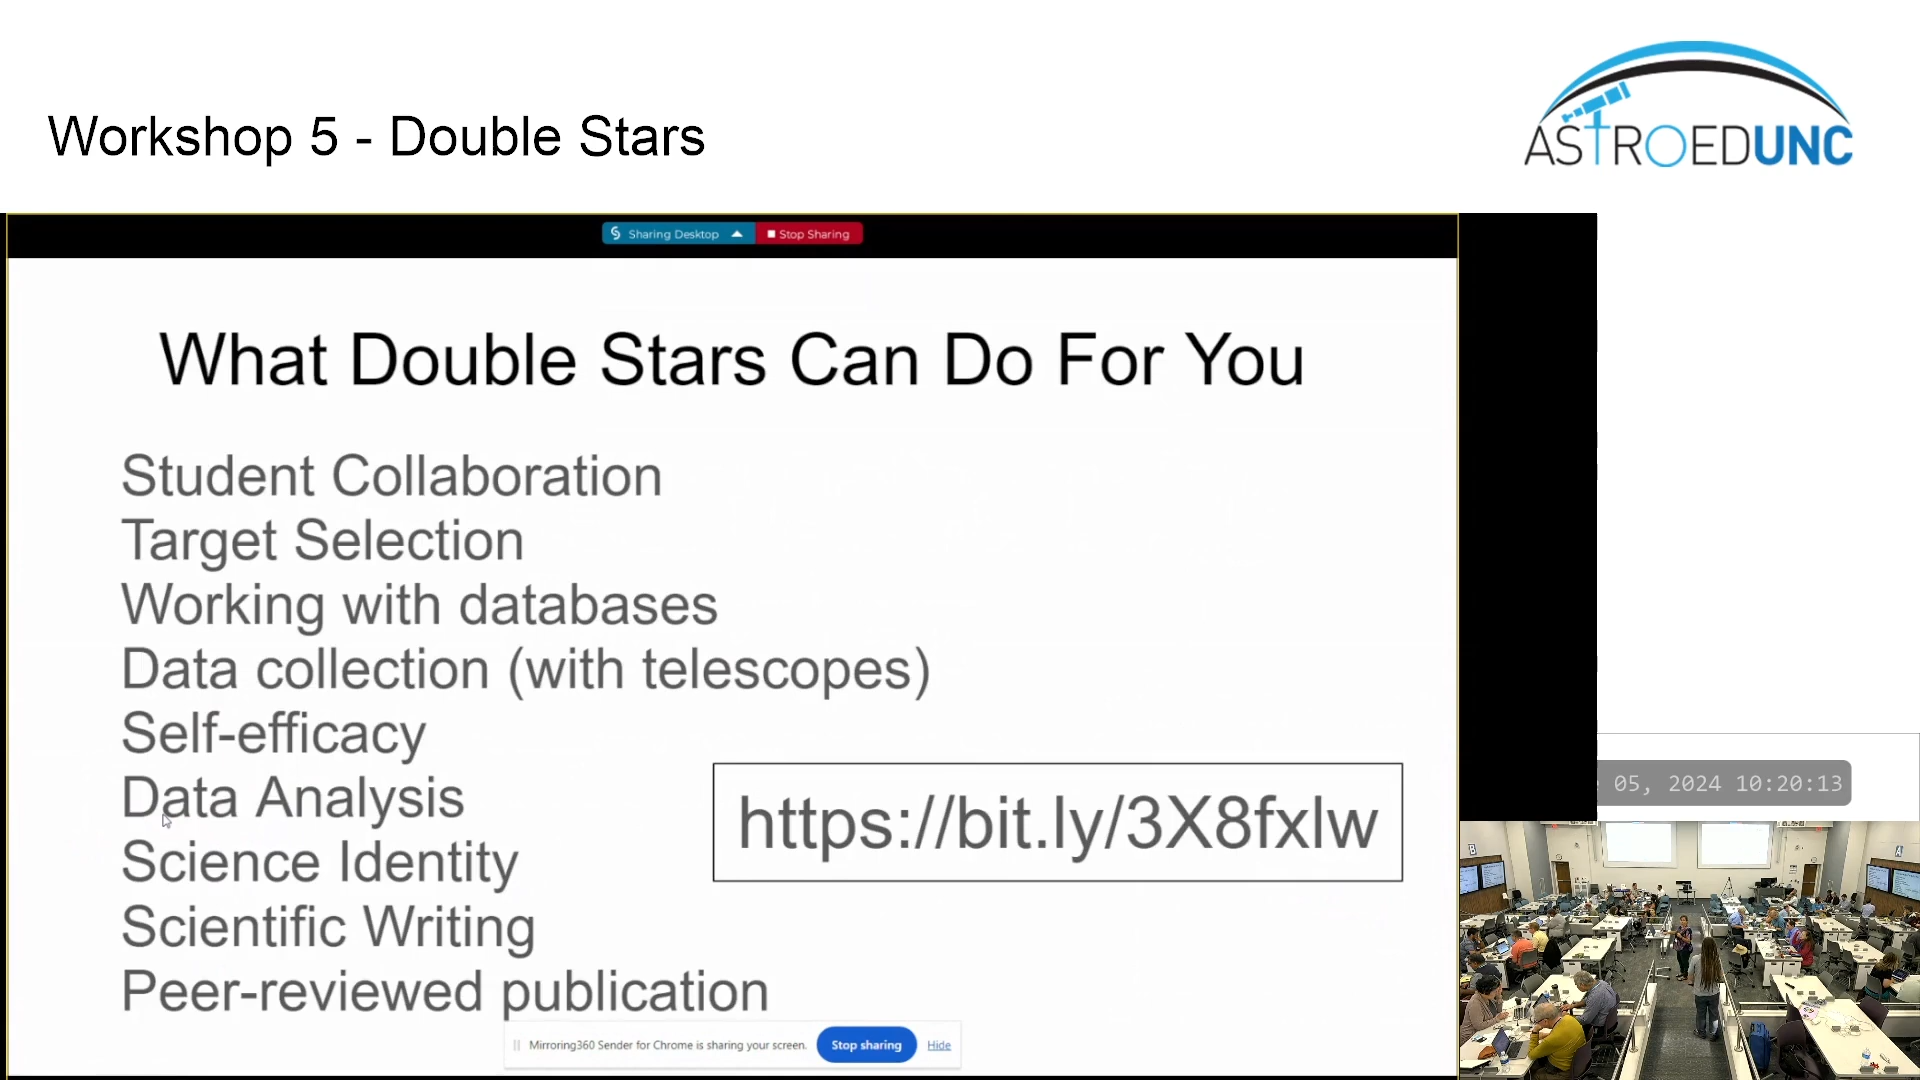 Workshop 5 - Double Stars
ASTROEDUNC
Sharing Desktop
Stop Sharing
What Double Stars Can Do For You
Student Collaboration
Target Selection
Working with databases
Data collection (with telescopes)
Self-efficacy
Data Analysis
Science Identity
Scientific Writing
Peer-reviewed publication
https://bit.ly/3X8fxlw
Mirroring360 Sender for Chrome is sharing your screen.
Stop sharing
Hide
05, 2024 10:20:13
B
A